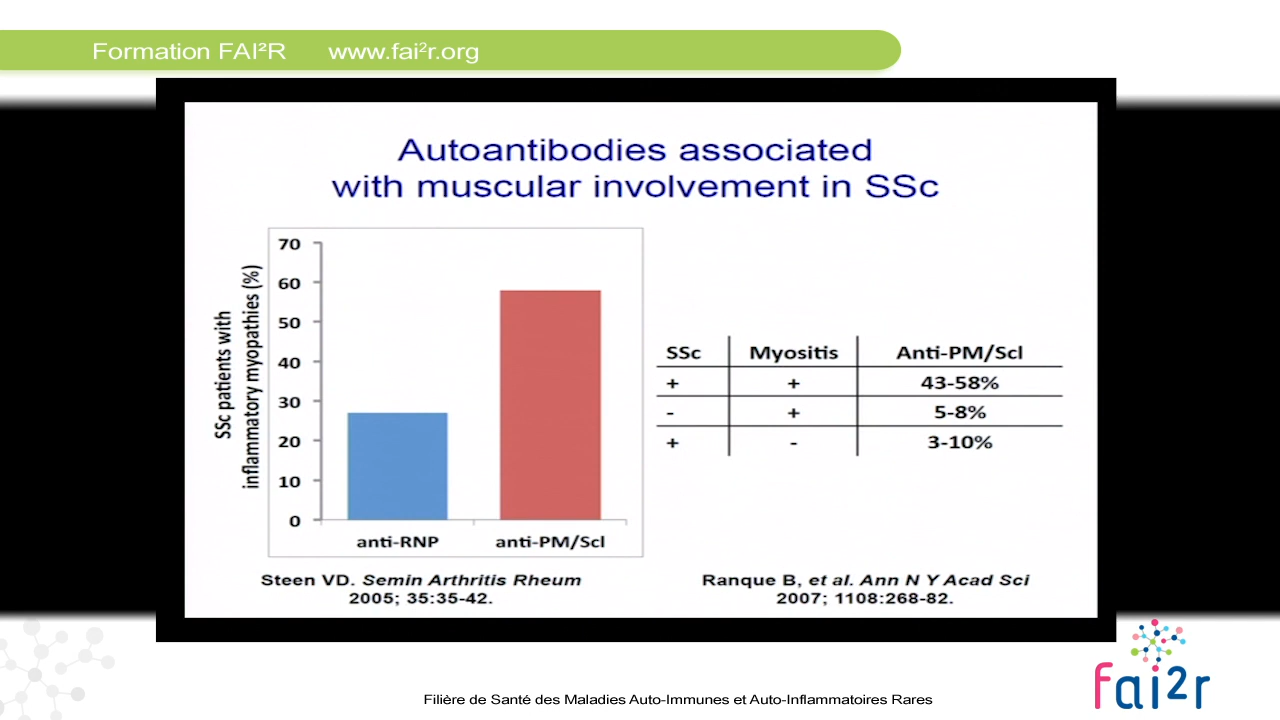 Formation FAI²R www.fai²r.org
Autoantibodies associated
with muscular involvement in SSc
SSc patients with
inflammatory myopathies (%)
70
60
50
40
30
20
10
0
anti-RNP anti-PM/Scl
Steen VD. Semin Arthritis Rheum
2005; 35:35-42.
SSc Myositis Anti-PM/Scl
+ + 43-58%
- + 5-8%
+ - 3-10%
Ranque B, et al. Ann N Y Acad Sci
2007; 1108:268-82.
Filière de Santé des Maladies Auto-Immunes et Auto-Inflammatoires Rares
fai2r